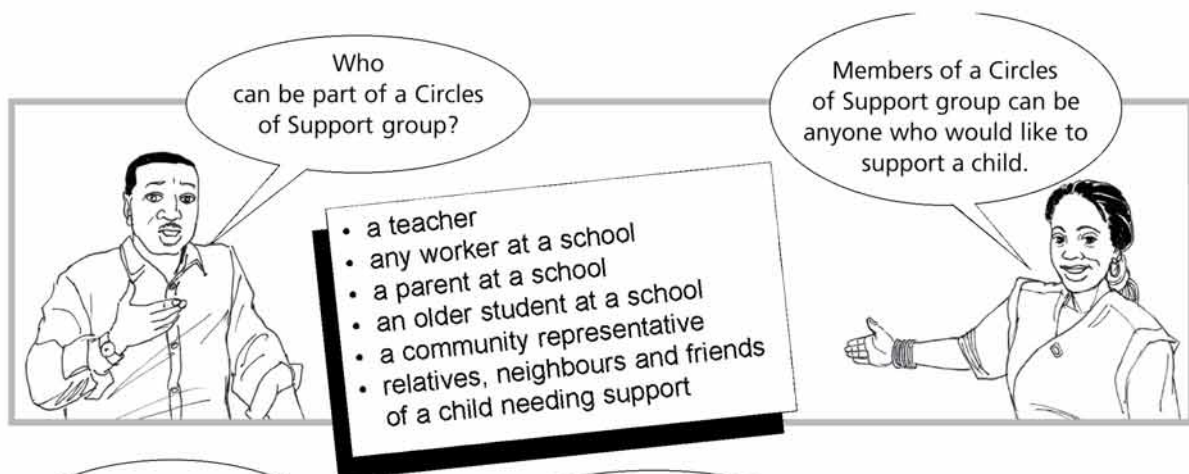 Who
can be part of a Circles
of Support group?
Members of a Circles
of Support group can be
anyone who would like to
support a child.
• a teacher
• any worker at a school
• a parent at a school
• an older student at a school
• a community representative
• relatives, neighbours and friends
of a child needing support